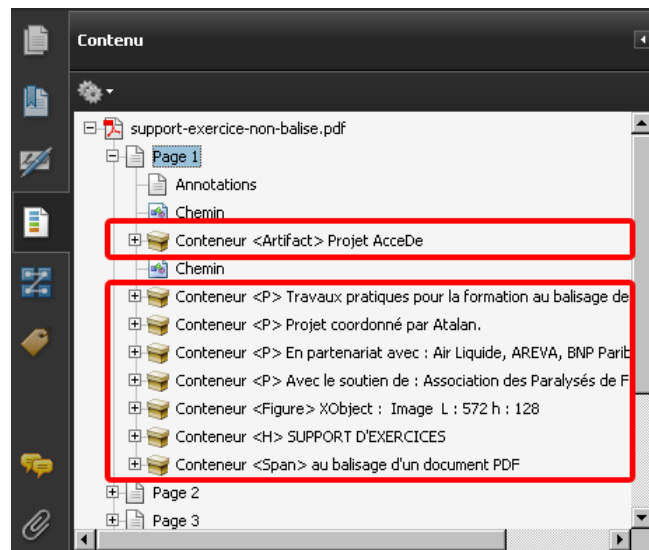 Contenu
support-exercice-non-balise.pdf
Page 1
Annotations
Chemin
Conteneur <Artifact> Projet AcceDe
Chemin
Conteneur <P> Travaux pratiques pour la formation au balisage de
Conteneur <P> Projet coordonné par Atalan.
Conteneur <P> En partenariat avec : Air Liquide, AREVA, BNP Parib
Conteneur <P> Avec le soutien de : Association des Paralysés de F
Conteneur <Figure> XObject : Image L : 572 h : 128
Conteneur <H> SUPPORT D'EXERCICES
Conteneur <Span> au balisage d'un document PDF
Page 2
Page 3